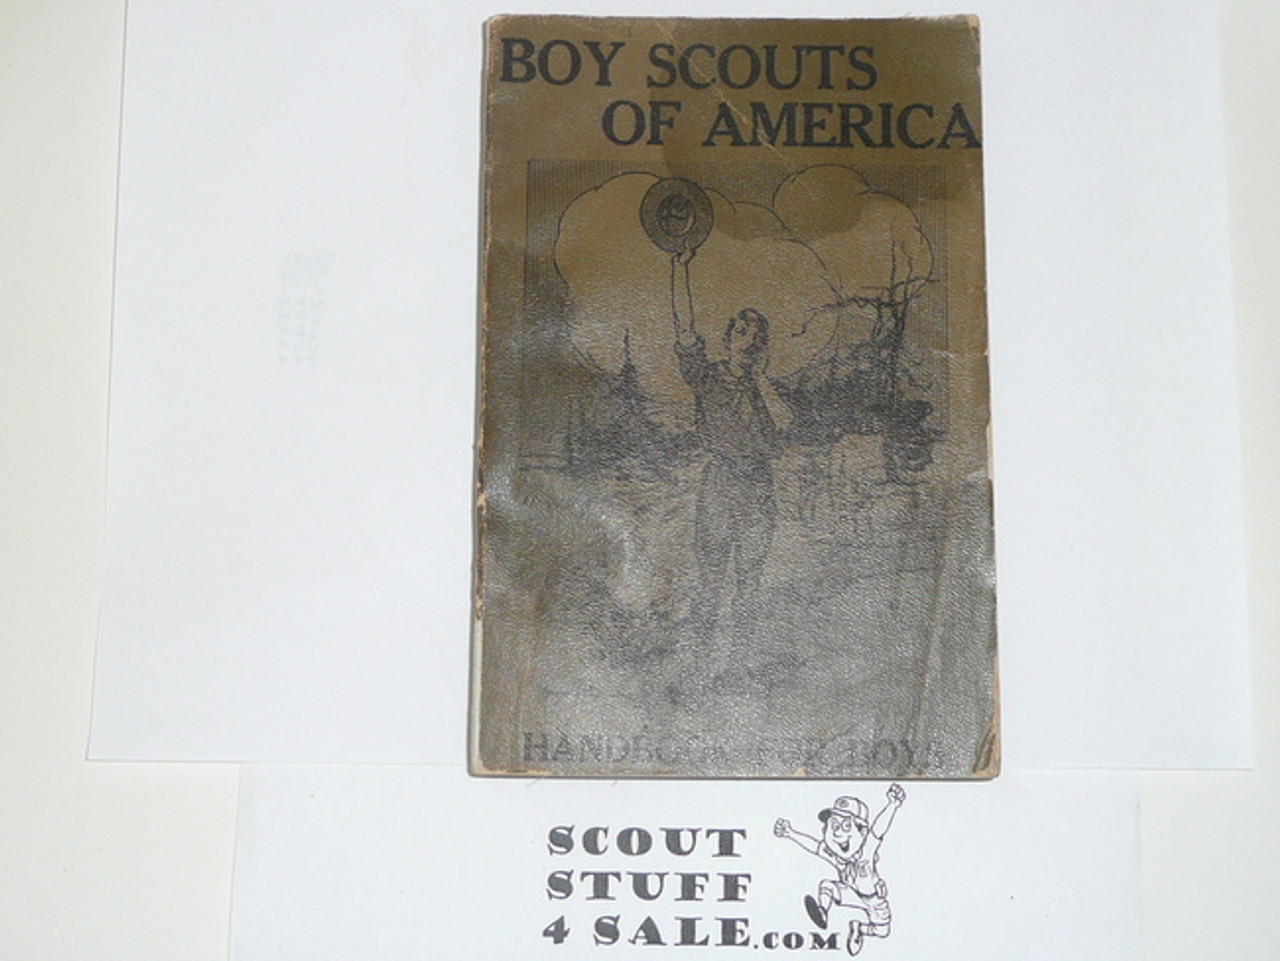 BOY SCOUTS
OF AMERICA
HANDBOOK FOR BOYS
SCOUT
STUFF
4 SALE.COM